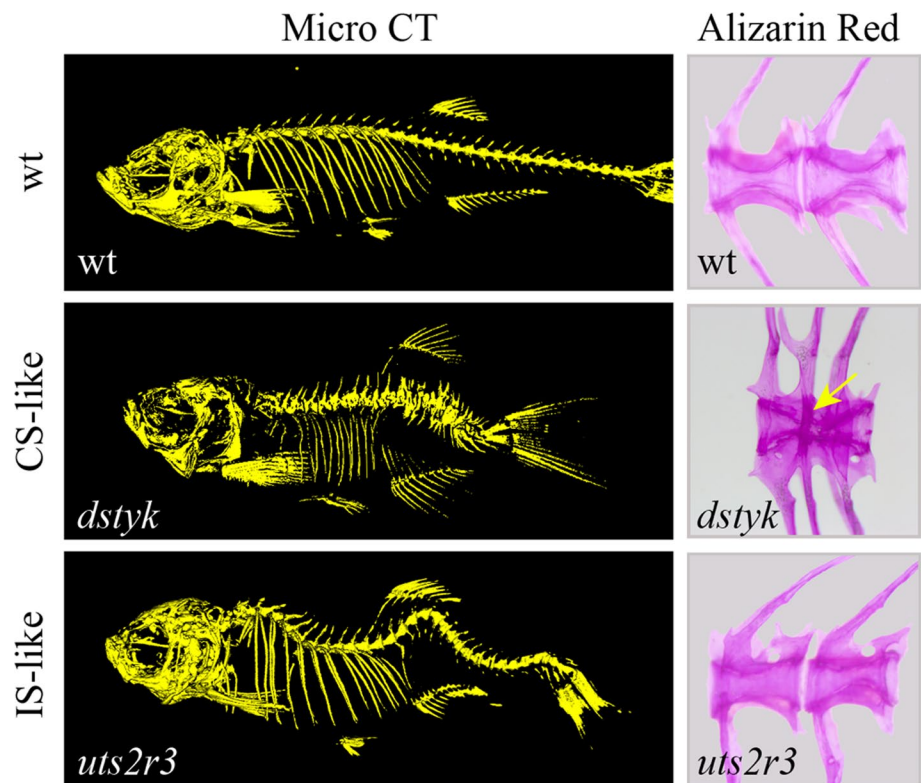 Micro CT
Alizarin Red
wt
wt
wt
CS-like
dstyk
dstyk
IS-like
uts2r3
uts2r3